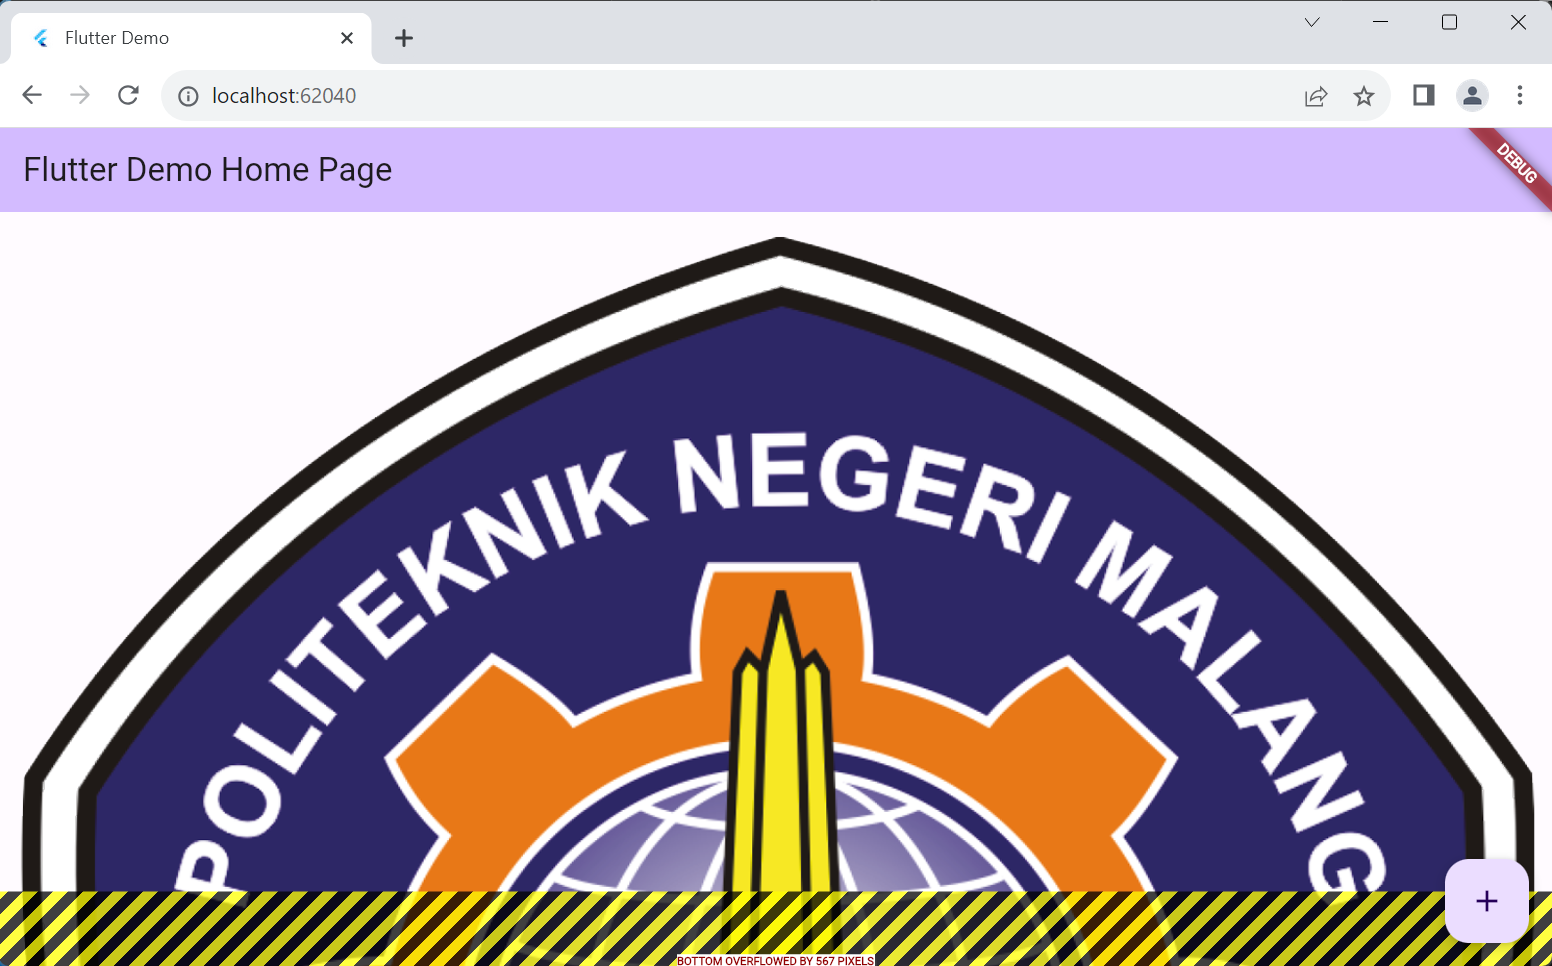 Flutter Demo
localhost:62040
Flutter Demo Home Page
DEBUG
POLITEKNIK NEGERI MALANG
BOTTOM OVERFLOWED BY 567 PIXELS